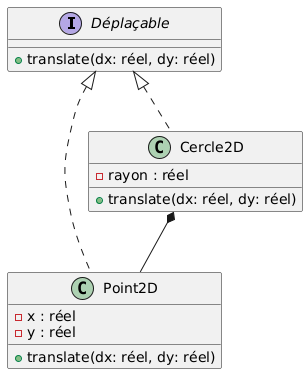 I Déplaçable
translate(dx: réel, dy: réel)
C Cercle2D
rayon : réel
translate(dx: réel, dy: réel)
C Point2D
x : réel
y : réel
translate(dx: réel, dy: réel)